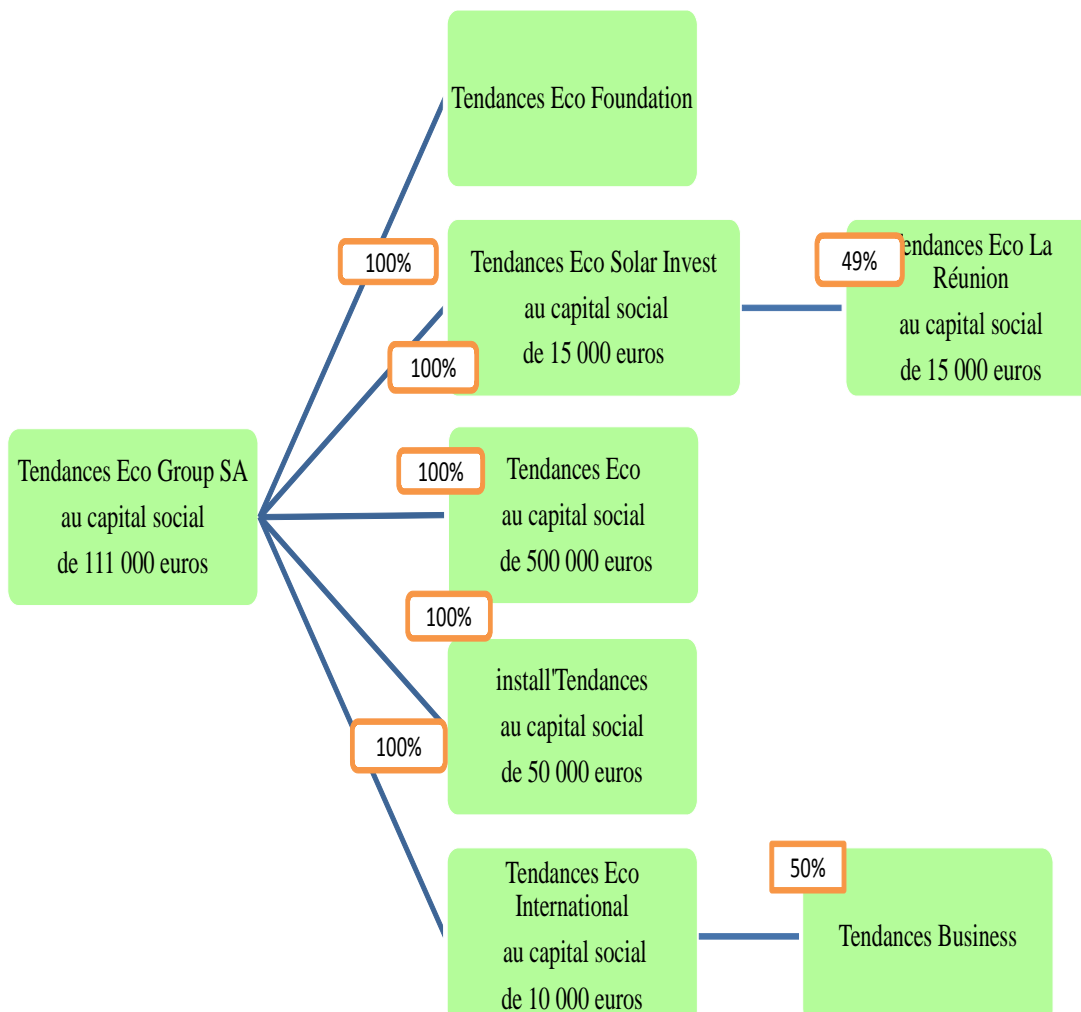 Tendances Eco Foundation
100%
Tendances Eco Solar Invest
au capital social
de 15 000 euros
49%
endances Eco La
Réunion
au capital social
de 15 000 euros
100%
Tendances Eco Group SA
au capital social
de 111 000 euros
100%
Tendances Eco
au capital social
de 500 000 euros
100%
install'Tendances
au capital social
de 50 000 euros
100%
Tendances Eco
International
au capital social
de 10 000 euros
50%
Tendances Business